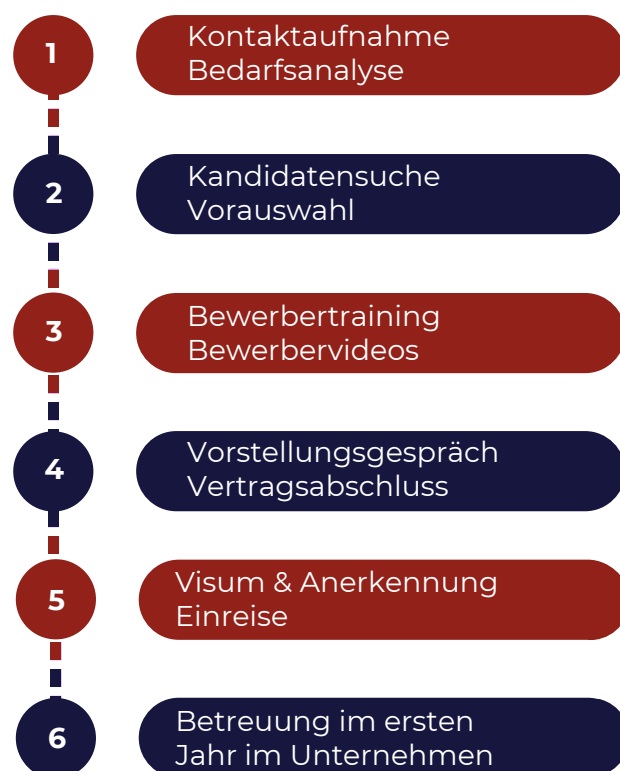 1
Kontaktaufnahme
Bedarfsanalyse
2
Kandidatensuche
Vorauswahl
3
Bewerbertraining
Bewerbervideos
4
Vorstellungsgespräch
Vertragsabschluss
5
Visum & Anerkennung
Einreise
6
Betreuung im ersten
Jahr im Unternehmen